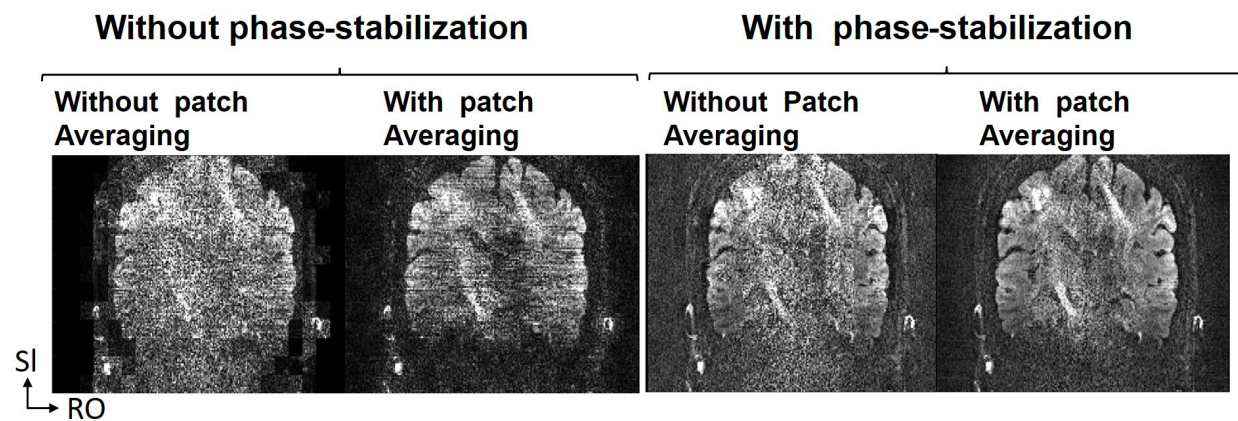 Without phase-stabilization
With phase-stabilization
Without patch
Averaging
With patch
Averaging
Without Patch
Averaging
With patch
Averaging
Sl
RO